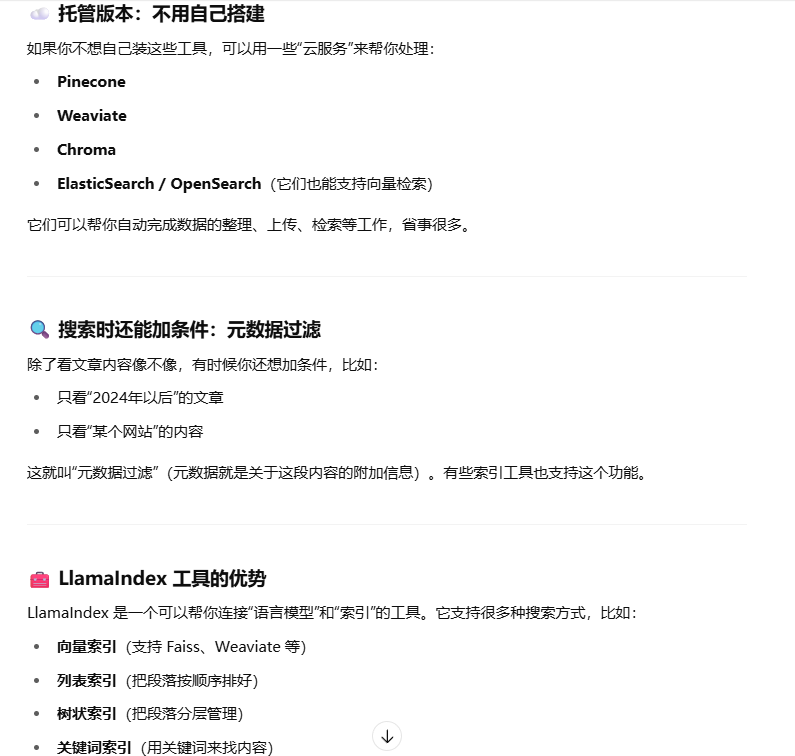 托管版本：不用自己搭建
如果你不想自己装这些工具，可以用一些“云服务”来帮你处理：
Pinecone
Weaviate
Chroma
ElasticSearch / OpenSearch（它们也能支持向量检索）
它们可以帮你自动完成数据的整理、上传、检索等工作，省事很多。
搜索时还能加条件：元数据过滤
除了看文章内容像不像，有时候你还想加条件，比如：
只看“2024年以后”的文章
只看“某个网站”的内容
这就叫“元数据过滤”（元数据就是关于这段内容的附加信息）。有些索引工具也支持这个功能。
LlamaIndex 工具的优势
LlamaIndex 是一个可以帮你连接“语言模型”和“索引”的工具。它支持很多种搜索方式，比如：
向量索引（支持 Faiss、Weaviate 等）
列表索引（把段落按顺序排好）
树状索引（把段落分层管理）
关键词索引（用关键词来找内容）